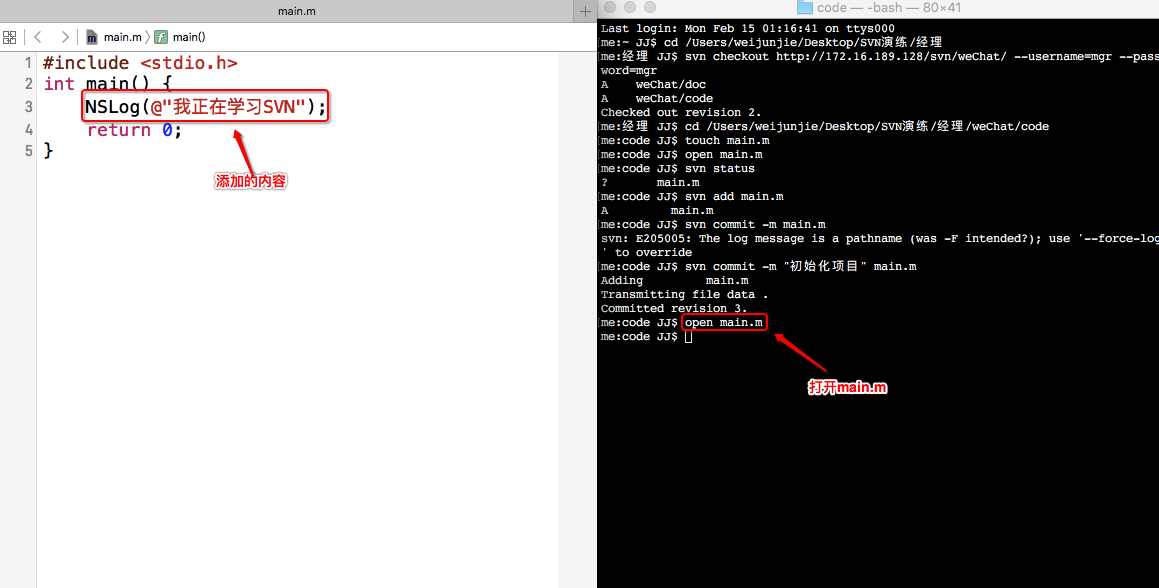 main.m
main.m 〉 main()
1 #include <stdio.h>
2 int main() {
3 NSLog(@"我正在学习SVN");
4 return 0;
5 }
添加的内容
code — -bash — 80×41
Last login: Mon Feb 15 01:16:41 on ttys000
[me:~ JJ$ cd /Users/weijunjie/Desktop/SVN演练/经理
[me:经理 JJ$ svn checkout http://172.16.189.128/svn/weChat/ --username=mgr --pass
word=mgr
A    weChat/doc
A    weChat/code
Checked out revision 2.
[me:经理 JJ$ cd /Users/weijunjie/Desktop/SVN演练/经理/weChat/code
[me:code JJ$ touch main.m
[me:code JJ$ open main.m
[me:code JJ$ svn status
?       main.m
[me:code JJ$ svn add main.m
A         main.m
[me:code JJ$ svn commit -m main.m
svn: E205005: The log message is a pathname (was -F intended?); use '--force-log
' to override
[me:code JJ$ svn commit -m "初始化项目" main.m
Adding         main.m
Transmitting file data .
Committed revision 3.
[me:code JJ$ open main.m
me:code JJ$
打开main.m